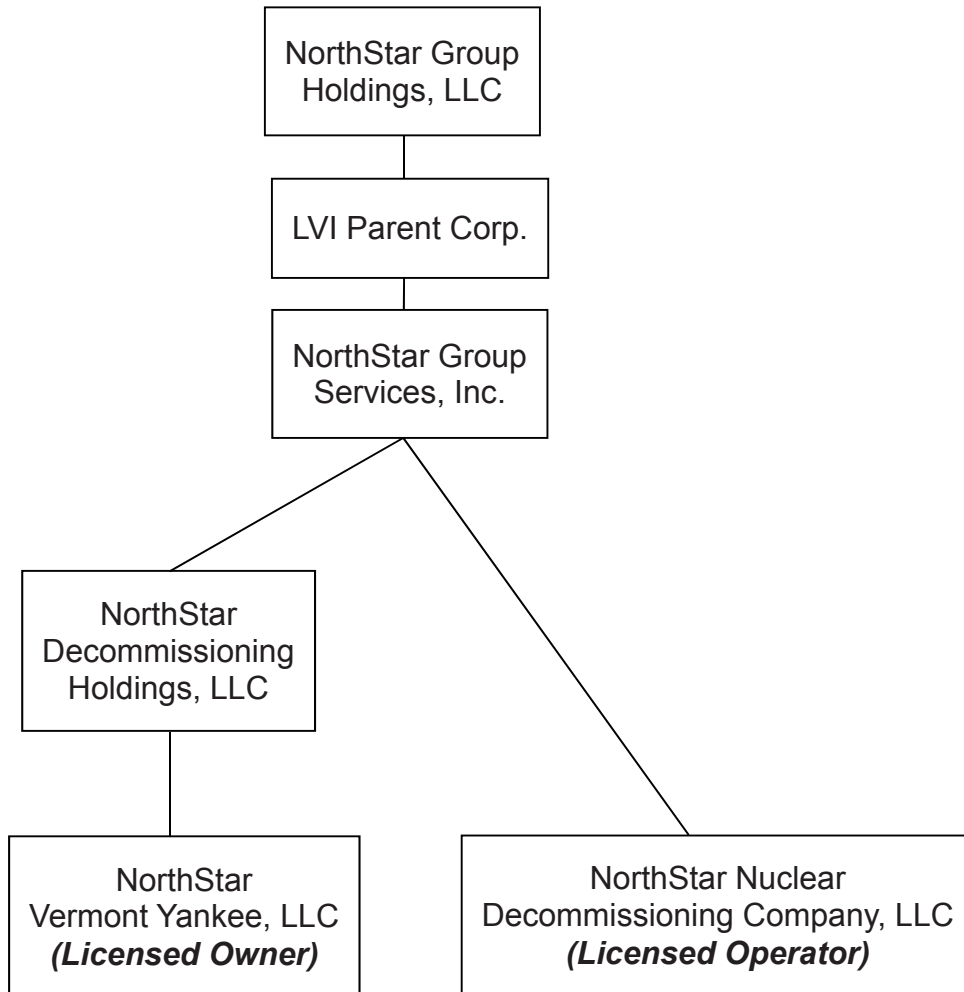 NorthStar Group
Holdings, LLC
LVI Parent Corp.
NorthStar Group
Services, Inc.
NorthStar
Decommissioning
Holdings, LLC
NorthStar
Vermont Yankee, LLC
(Licensed Owner)
NorthStar Nuclear
Decommissioning Company, LLC
(Licensed Operator)